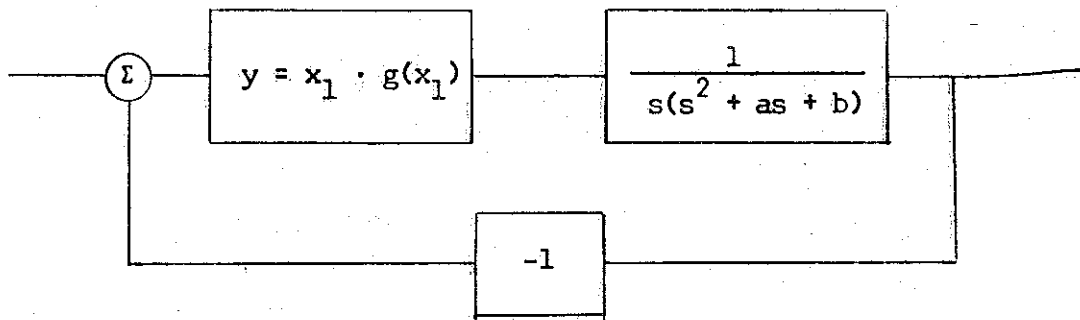 Σ
y = x₁ · g(x₁)
1
s(s² + as + b)
-1